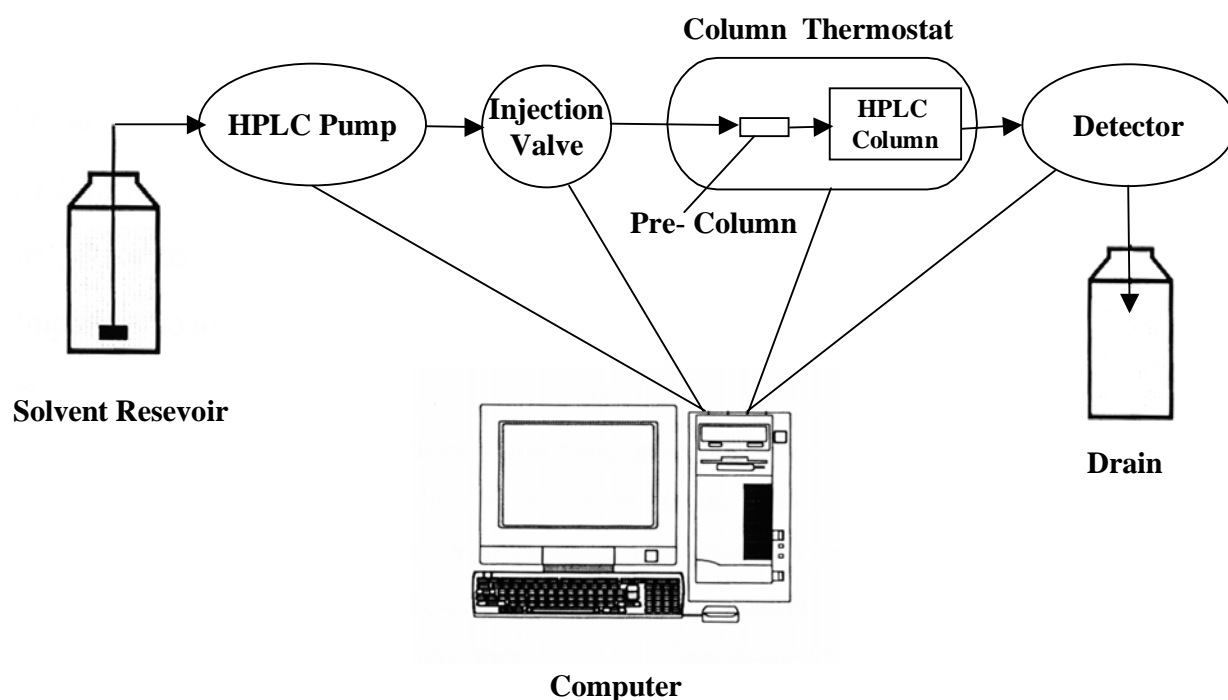 Column Thermostat
HPLC Pump
Injection
Valve
HPLC
Column
Detector
Pre- Column
Solvent Resevoir
Drain
Computer